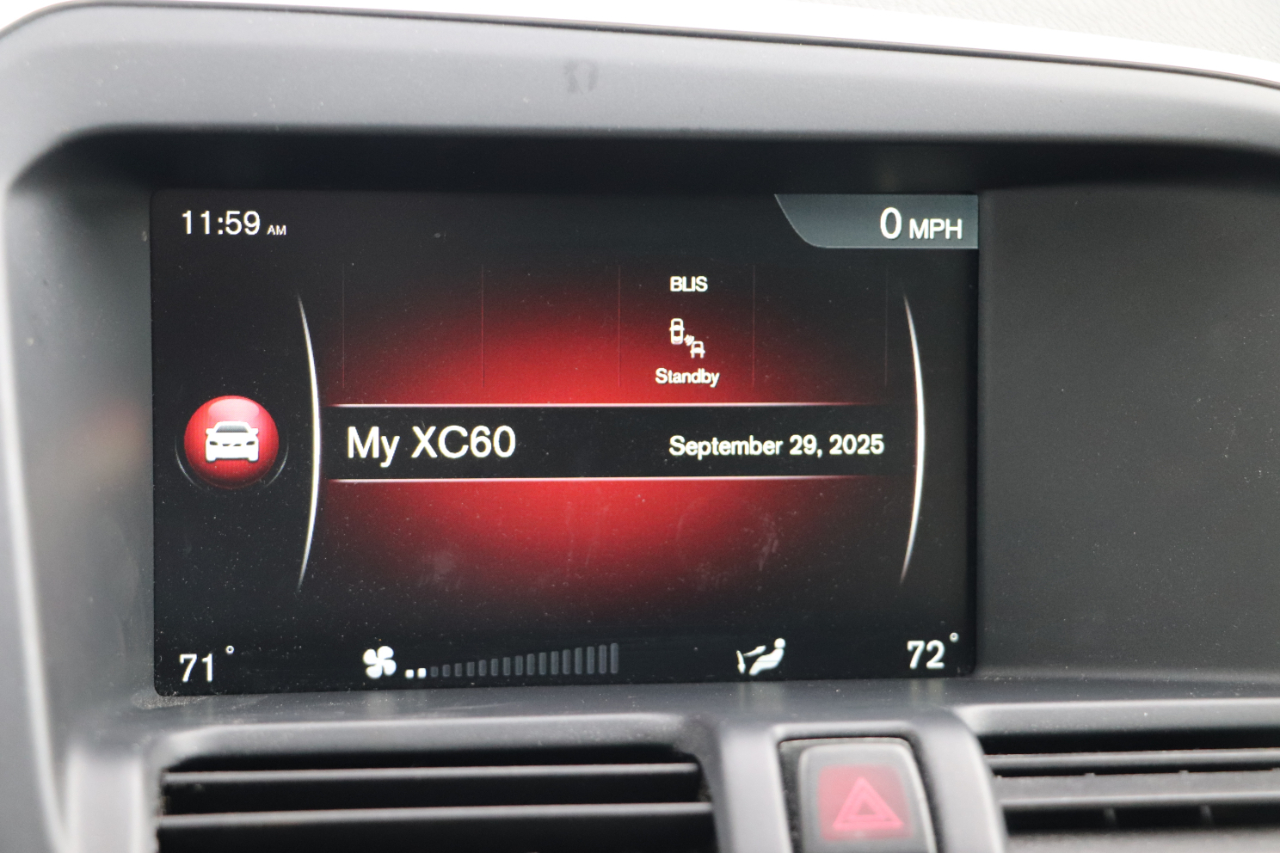 11:59 AM
0 MPH
BLIS
Standby
My XC60
September 29, 2025
71°
72°